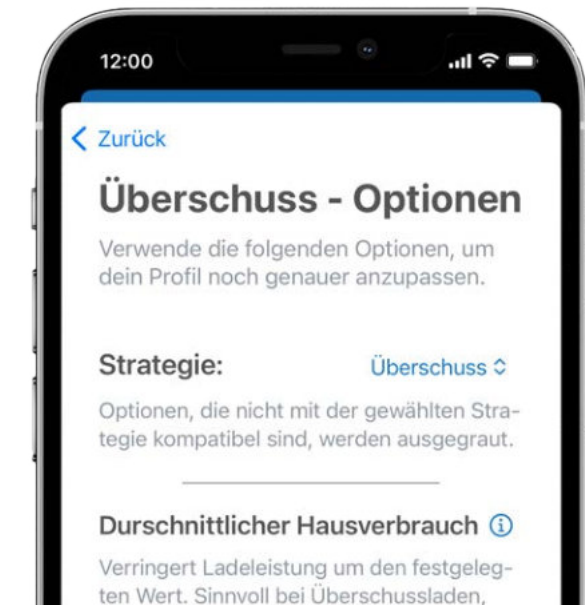 12:00
Zurück
Überschuss - Optionen
Verwende die folgenden Optionen, um
dein Profil noch genauer anzupassen.
Strategie: Überschuss
Optionen, die nicht mit der gewählten Stra-
tegie kompatibel sind, werden ausgegraut.
Durschnittlicher Hausverbrauch
Verringert Ladeleistung um den festgeleg-
ten Wert. Sinnvoll bei Überschussladen,